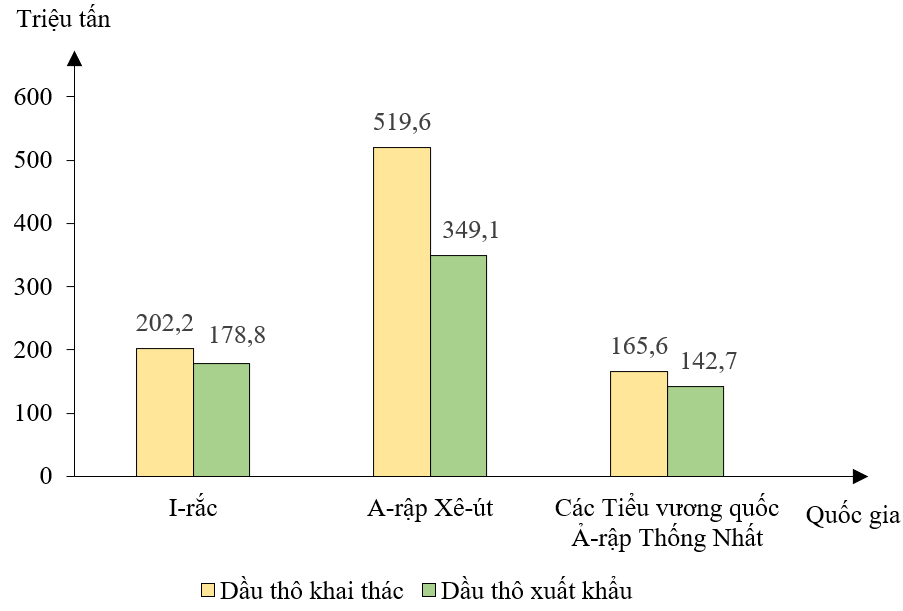 Triệu tấn
600
500
400
300
200
100
0
202,2
178,8
519,6
349,1
165,6
142,7
I-rắc
A-rập Xê-út
Các Tiểu vương quốc
Ả-rập Thống Nhất
Quốc gia
Dầu thô khai thác
Dầu thô xuất khẩu